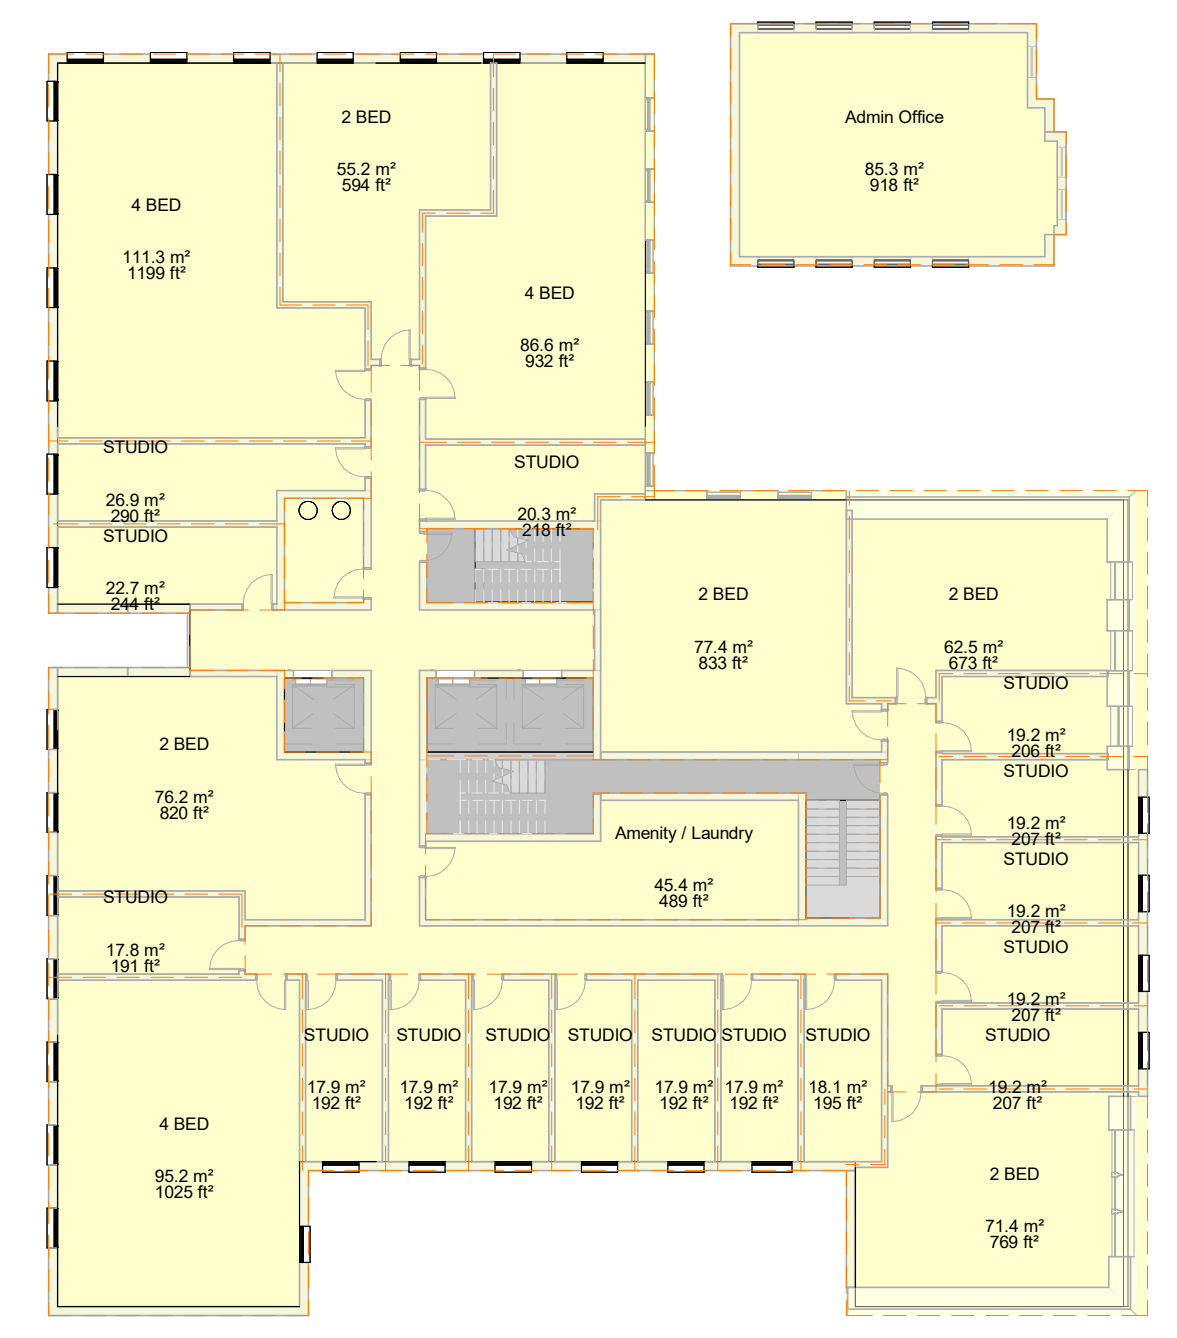 2 BED
55.2 m²
594 ft²
Admin Office
85.3 m²
918 ft²
4 BED
111.3 m²
1199 ft²
4 BED
86.6 m²
932 ft²
STUDIO
26.9 m²
290 ft²
STUDIO
20.3 m²
218 ft²
STUDIO
22.7 m²
244 ft²
2 BED
77.4 m²
833 ft²
2 BED
62.5 m²
673 ft²
STUDIO
19.2 m²
206 ft²
2 BED
76.2 m²
820 ft²
STUDIO
19.2 m²
207 ft²
Amenity / Laundry
45.4 m²
489 ft²
STUDIO
19.2 m²
207 ft²
STUDIO
17.8 m²
191 ft²
STUDIO
19.2 m²
207 ft²
STUDIO
17.9 m²
192 ft²
STUDIO
17.9 m²
192 ft²
STUDIO
17.9 m²
192 ft²
STUDIO
17.9 m²
192 ft²
STUDIO
17.9 m²
192 ft²
STUDIO
17.9 m²
192 ft²
STUDIO
18.1 m²
195 ft²
STUDIO
19.2 m²
207 ft²
4 BED
95.2 m²
1025 ft²
2 BED
71.4 m²
769 ft²